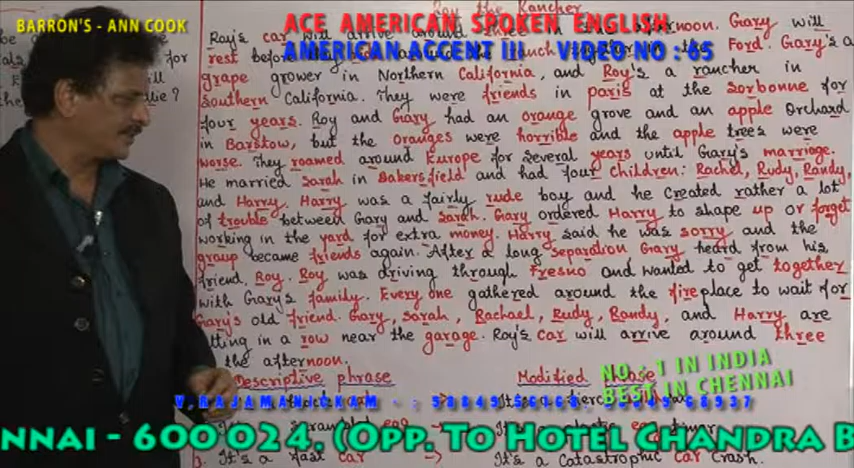 BARRON'S - ANN COOK
ACE AMERICAN SPOKEN ENGLISH
AMERICAN ACCENT iii VIDEO NO : 65
Roy the Rancher
Roy's car will arrive around three in the afternoon. Gary will
rest before the Ford. Gary's a
grape grower in Northern California, and Roy's a rancher in
Southern California. They were friends in paris at the sorbonne for
four years. Roy and Gary had an orange grove and an apple orchard
in Barstow, but the oranges were horrible and the apple trees were
worse. They roamed around Europe for several years until Gary's marriage.
He married Sarah in Bakersfield and had four children: Rachel, Rudy, Randy,
and Harry. Harry was a fairly rude boy and he created rather a lot
of trouble between Gary and Sarah. Gary ordered Harry to shape up or forget
working in the yard for extra money. Harry said he was sorry and the
group became friends again. After a long separation Gary heard from his
friend, Roy. Roy was driving through Fresno and wanted to get together
with Gary's family. Every one gathered around the fireplace to wait for
Gary's old friend. Gary, Sarah, Rachael, Rudy, Randy, and Harry are
itting in a row near the garage. Roy's car will arrive around three
the afternoon.
Descriptive phrase Modified phrase
NO. 1 IN INDIA
BEST IN CHENNAI
V.RAJAMANICKAM
nnai - 600 024. (Opp. To Hotel Chandra B
It's a fast car -> It's a Catastrophic car crash.